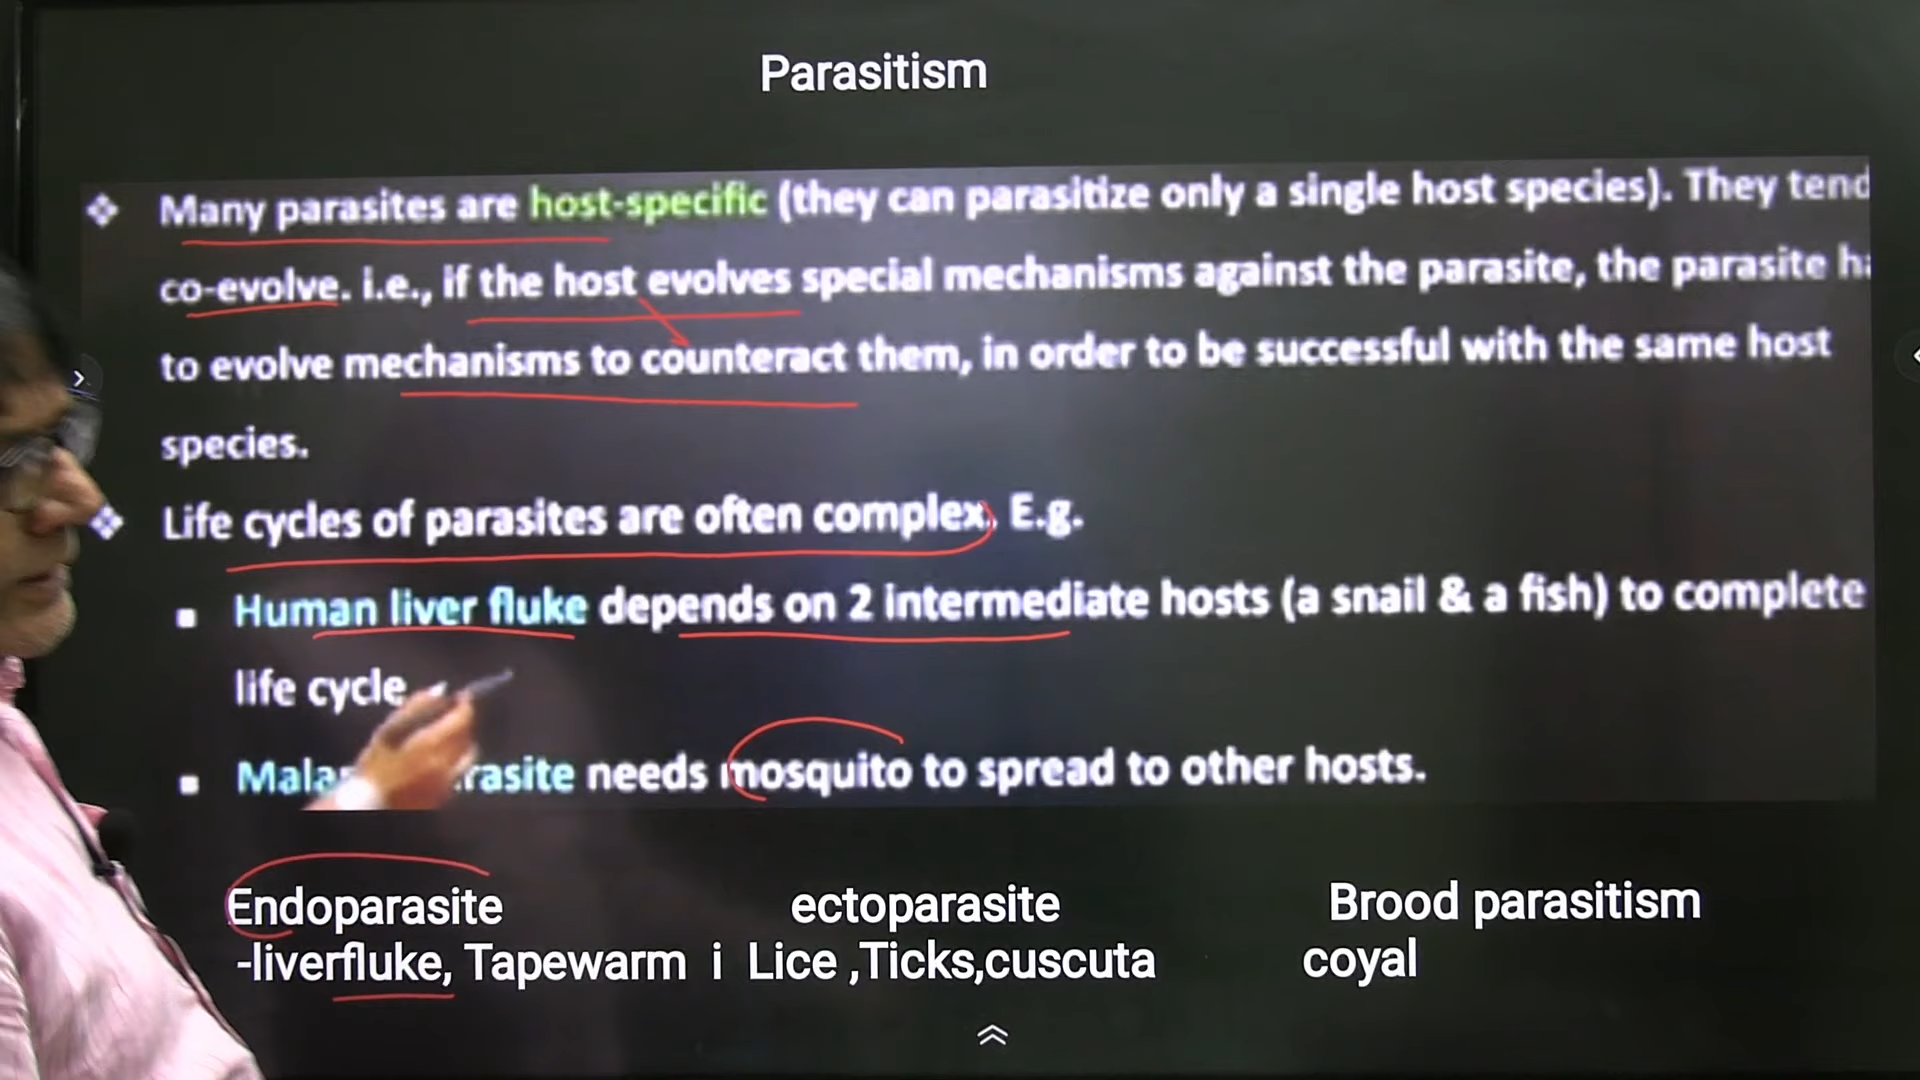 Parasitism
Many parasites are host-specific (they can parasitize only a single host species). They tend
co-evolve. i.e., if the host evolves special mechanisms against the parasite, the parasite
to evolve mechanisms to counteract them, in order to be successful with the same host
species.
Life cycles of parasites are often complex. E.g.
Human liver fluke depends on 2 intermediate hosts (a snail & a fish) to complete
life cycle
needs mosquito to spread to other hosts.
Endoparasite ectoparasite Brood parasitism
-liverfluke, Tapewarm i Lice ,Ticks,cuscuta coyal